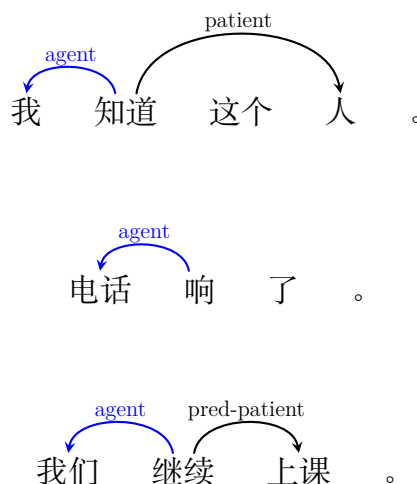 agent patient
我 知道 这个 人 。
agent
电话 响 了 。
agent pred-patient
我们 继续 上课 。